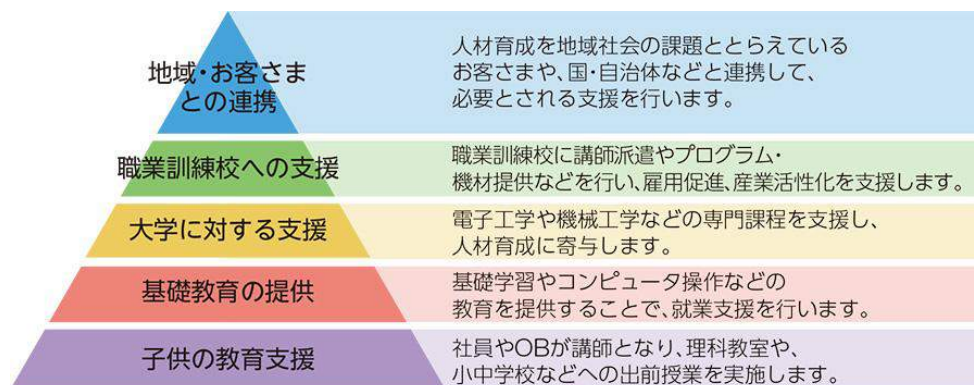 地域・お客さま
との連携
人材育成を地域社会の課題ととらえている
お客さまや、国・自治体などと連携して、
必要とされる支援を行います。
職業訓練校への支援
職業訓練校に講師派遣やプログラム・
機材提供などを行い、雇用促進、産業活性化を支援します。
大学に対する支援
電子工学や機械工学などの専門課程を支援し、
人材育成に寄与します。
基礎教育の提供
基礎学習やコンピュータ操作などの
教育を提供することで、就業支援を行います。
子供の教育支援
社員やOBが講師となり、理科教室や、
小中学校などへの出前授業を実施します。